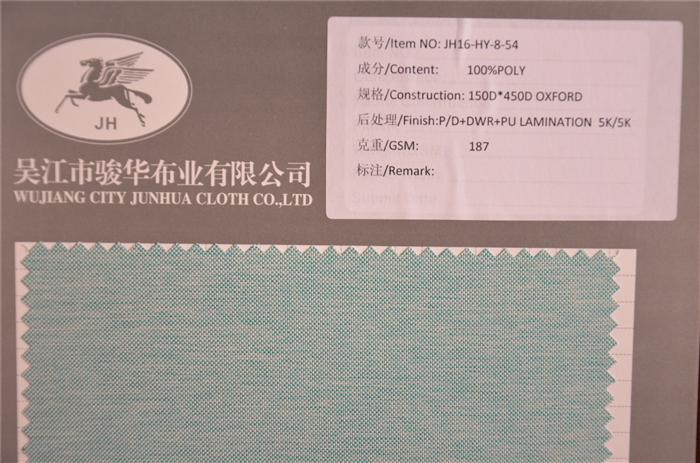 JH
吴江市骏华布业有限公司
WUJIANG CITY JUNHUA CLOTH CO.,LTD
款号/Item NO: JH16-HY-8-54
成分/Content: 100%POLY
规格/Construction: 150D*450D OXFORD
后处理/Finish:P/D+DWR+PU LAMINATION 5K/5K
克重/GSM: 187
标注/Remark: